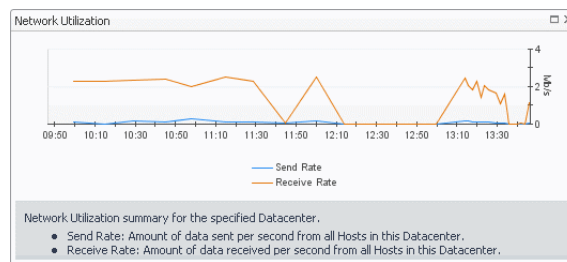 Network Utilization
4
2
0
Mb/s
09:50 10:10 10:30 10:50 11:10 11:30 11:50 12:10 12:30 12:50 13:10 13:30
Send Rate
Receive Rate
Network Utilization summary for the specified Datacenter.
• Send Rate: Amount of data sent per second from all Hosts in this Datacenter.
• Receive Rate: Amount of data received per second from all Hosts in this Datacenter.